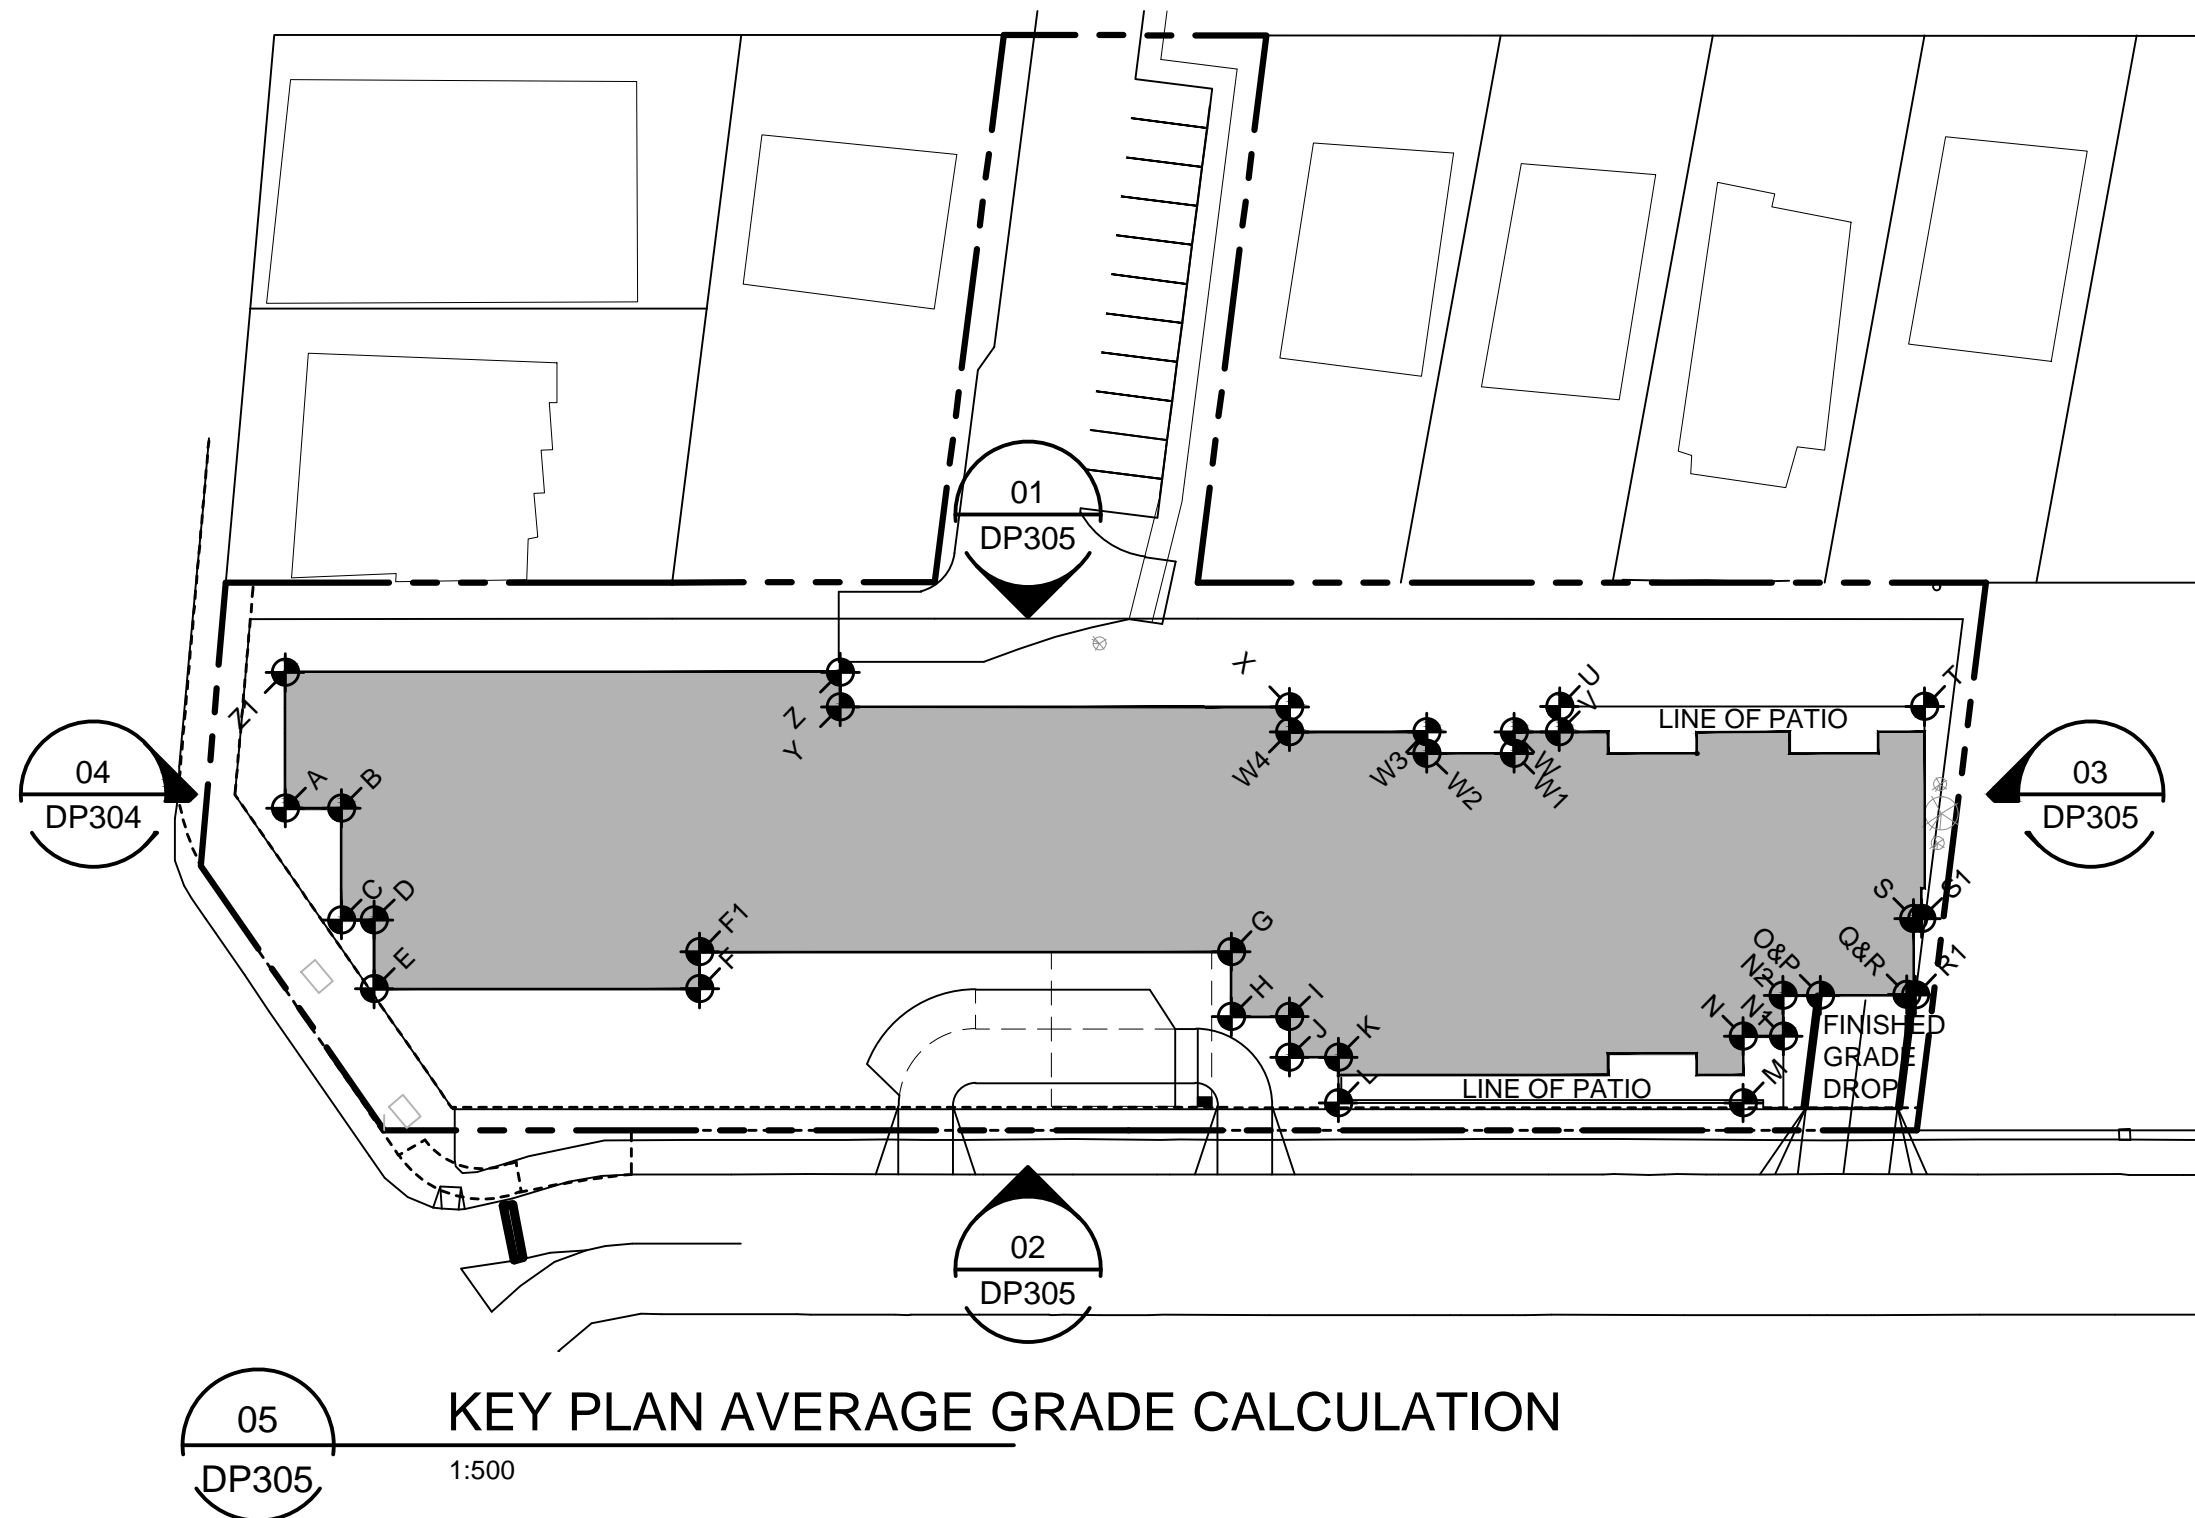 01
DP305
X
U
T
V
LINE OF PATIO
Z1
Z
Y
W4
W3
W
W2
W1
04
DP304
A
B
03
DP305
C
D
S
S1
F1
G
E
F
O&P
Q&R
N2
R1
H
I
N
N1
J
K
FINISHED
GRADE
DROP
L
LINE OF PATIO
M
02
DP305
05
DP305
KEY PLAN AVERAGE GRADE CALCULATION
1:500